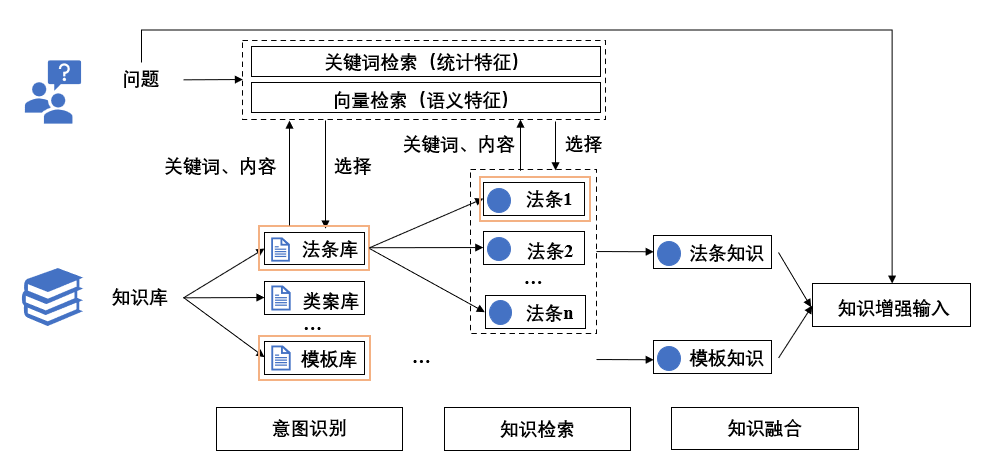 ?
问题
关键词检索（统计特征）
向量检索（语义特征）
关键词、内容
选择
关键词、内容
选择
知识库
法条库
类案库
...
模板库
法条1
法条2
...
法条n
...
法条知识
模板知识
知识增强输入
意图识别
知识检索
知识融合